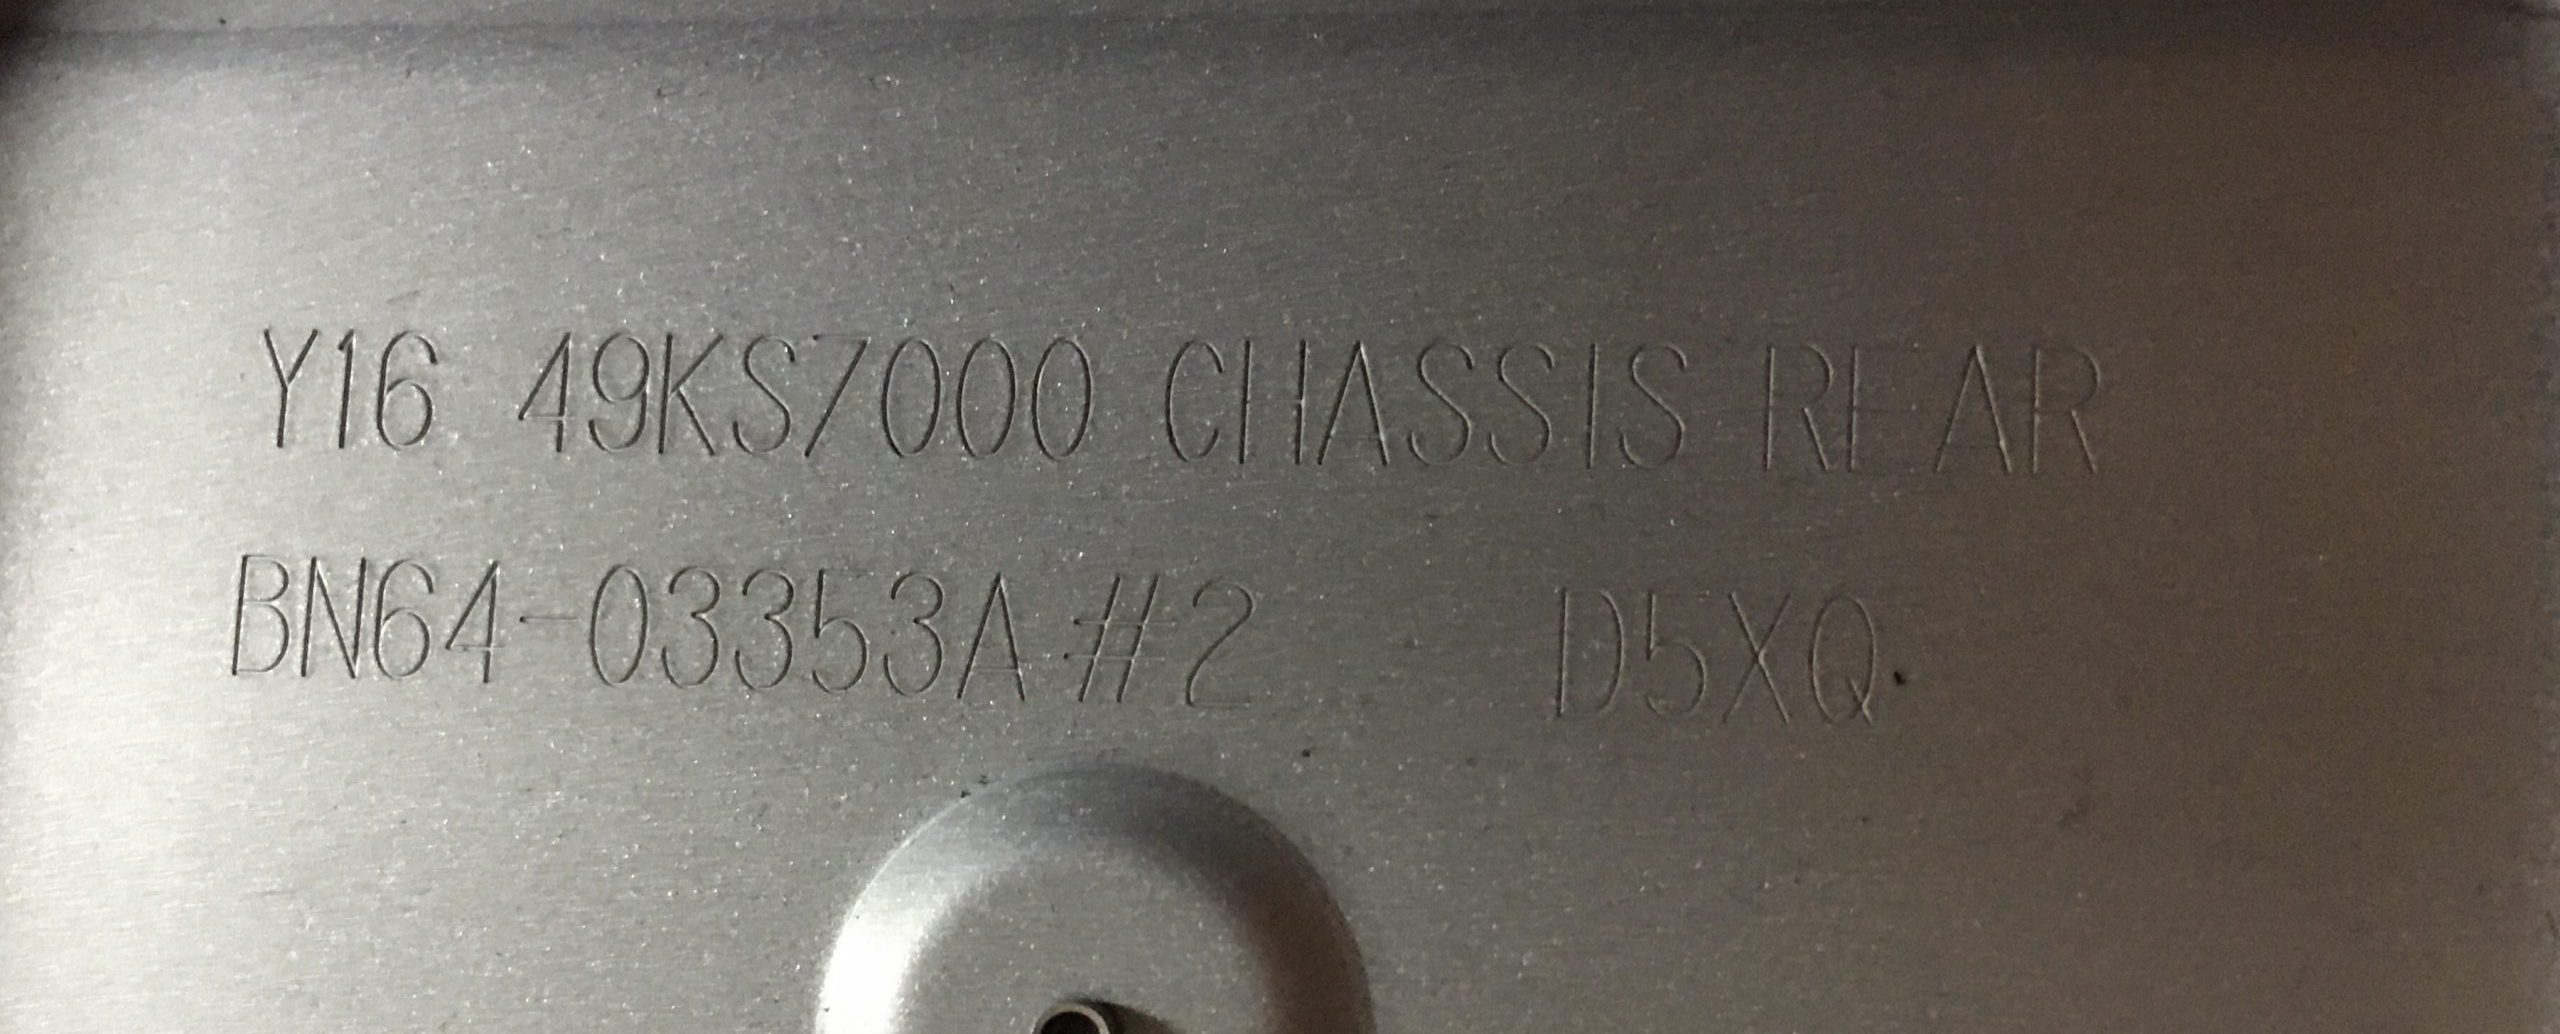 Y16 49KS7000 CHASSIS REAR
BN64-03353A#2 D5XQ